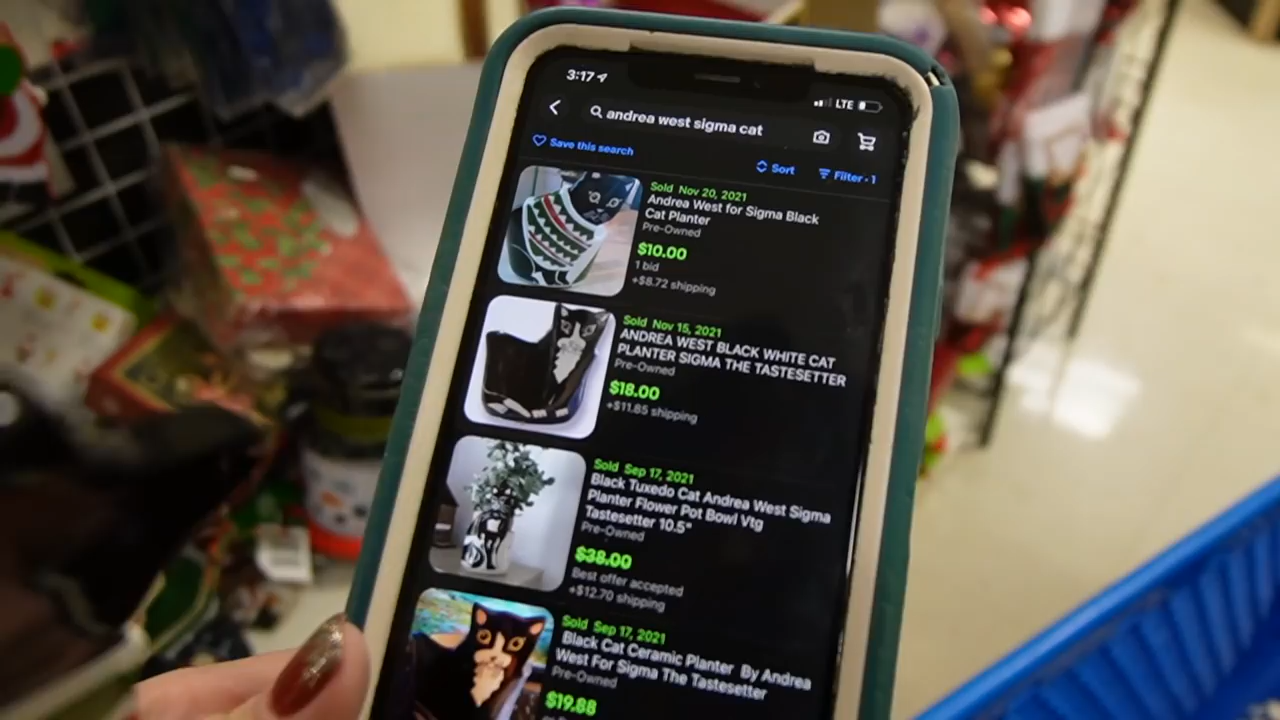 3:17
LTE
andrea west sigma cat
Save this search
Sort
Filter • 1
Sold Nov 20, 2021
Andrea West for Sigma Black
Cat Planter
Pre-Owned
$10.00
1 bid
+$8.72 shipping
Sold Nov 15, 2021
ANDREA WEST BLACK WHITE CAT
PLANTER SIGMA THE TASTESETTER
Pre-Owned
$18.00
+$11.85 shipping
Sold Sep 17, 2021
Black Tuxedo Cat Andrea West Sigma
Planter Flower Pot Bowl Vtg
Tastesetter 10.5"
Pre-Owned
$38.00
Best offer accepted
+$12.70 shipping
Sold Sep 17, 2021
Black Cat Ceramic Planter By Andrea
West For Sigma The Tastesetter
Pre-Owned
$19.88